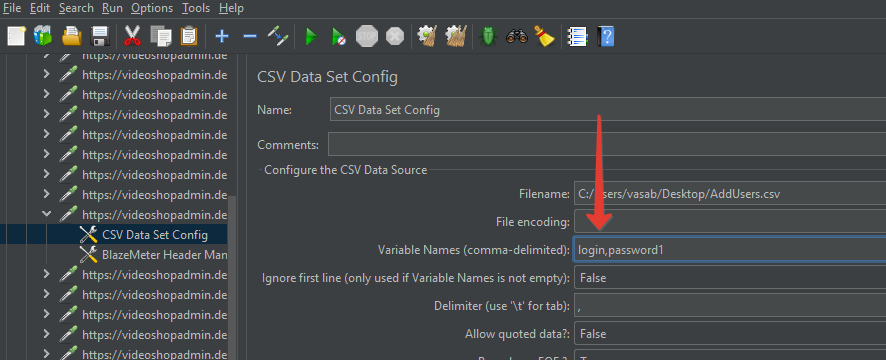 File Edit Search Run Options Tools Help
https://videoshopadmin.de
https://videoshopadmin.de
https://videoshopadmin.de
https://videoshopadmin.de
https://videoshopadmin.de
https://videoshopadmin.de
https://videoshopadmin.de
https://videoshopadmin.de
https://videoshopadmin.de
CSV Data Set Config
BlazeMeter Header Man
https://videoshopadmin.de
https://videoshopadmin.de
https://videoshopadmin.de
https://videoshopadmin.de
https://videoshopadmin.de
CSV Data Set Config
Name: CSV Data Set Config
Comments:
Configure the CSV Data Source
Filename: C:/Users/vasab/Desktop/AddUsers.csv
File encoding:
Variable Names (comma-delimited): login,password1
Ignore first line (only used if Variable Names is not empty): False
Delimiter (use '\t' for tab): ,
Allow quoted data?: False